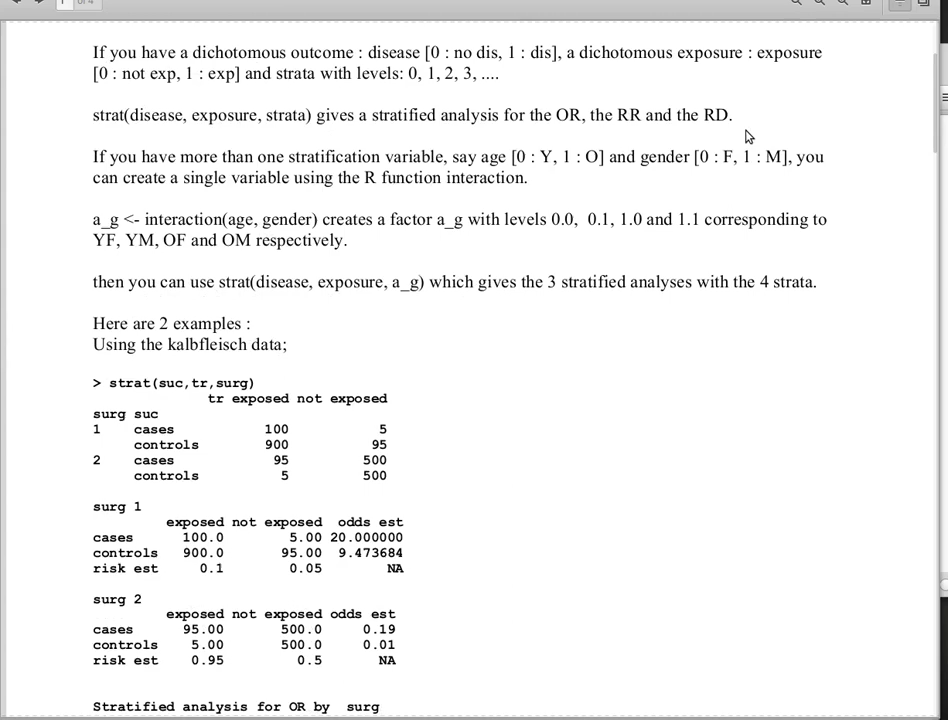 1 of 4
If you have a dichotomous outcome : disease [0 : no dis, 1 : dis], a dichotomous exposure : exposure
[0 : not exp, 1 : exp] and strata with levels: 0, 1, 2, 3, ....
strat(disease, exposure, strata) gives a stratified analysis for the OR, the RR and the RD.
If you have more than one stratification variable, say age [0 : Y, 1 : O] and gender [0 : F, 1 : M], you
can create a single variable using the R function interaction.
a_g <- interaction(age, gender) creates a factor a_g with levels 0.0, 0.1, 1.0 and 1.1 corresponding to
YF, YM, OF and OM respectively.
then you can use strat(disease, exposure, a_g) which gives the 3 stratified analyses with the 4 strata.
Here are 2 examples :
Using the kalbfleisch data;
> strat(suc,tr,surg)
tr exposed not exposed
surg suc
1 cases 100 5
controls 900 95
2 cases 95 500
controls 5 500
surg 1
exposed not exposed odds est
cases 100.0 5.00 20.000000
controls 900.0 95.00 9.473684
risk est 0.1 0.05 NA
surg 2
exposed not exposed odds est
cases 95.00 500.0 0.19
controls 5.00 500.0 0.01
risk est 0.95 0.5 NA
Stratified analysis for OR by surg